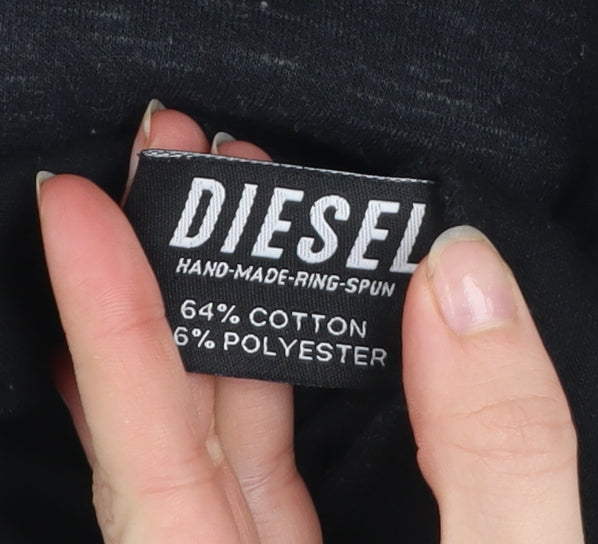 DIESEL
HAND-MADE-RING-SPUN
64% COTTON
6% POLYESTER